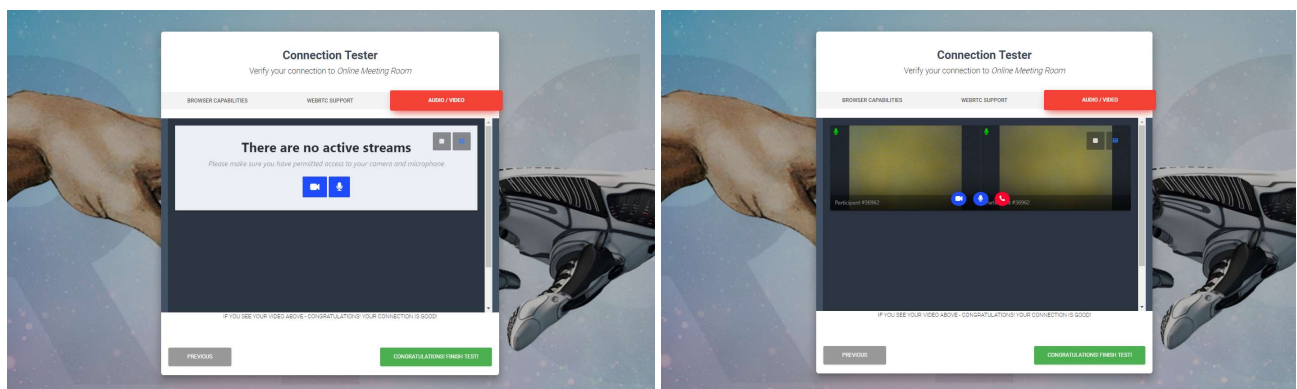 Connection Tester
Verify your connection to Online Meeting Room
BROWSER CAPABILITIES WEBRTC SUPPORT AUDIO / VIDEO
There are no active streams
Please make sure you have permitted access to your camera and microphone
IF YOU SEE YOUR VIDEO ABOVE - CONGRATULATIONS! YOUR CONNECTION IS GOOD!
PREVIOUS CONGRATULATIONS! FINISH TEST!
Connection Tester
Verify your connection to Online Meeting Room
BROWSER CAPABILITIES WEBRTC SUPPORT AUDIO / VIDEO
Participant #36962 #36962
IF YOU SEE YOUR VIDEO ABOVE - CONGRATULATIONS! YOUR CONNECTION IS GOOD!
PREVIOUS CONGRATULATIONS! FINISH TEST!